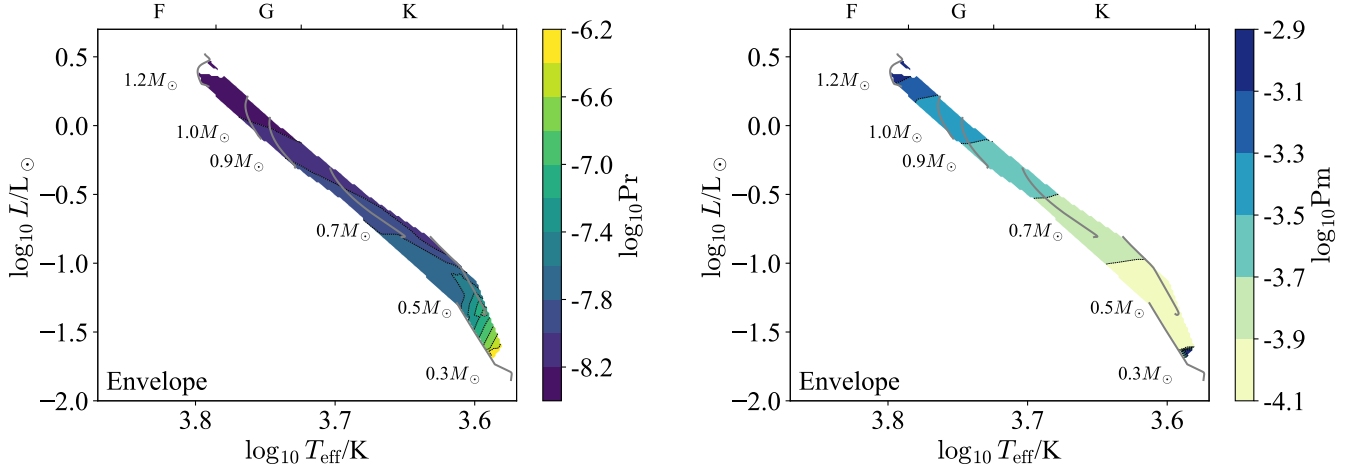 F G K
0.5
0.0
−0.5
−1.0
−1.5
−2.0
log₁₀ L/L☉
1.2M☉
1.0M☉
0.9M☉
0.7M☉
0.5M☉
0.3M☉
Envelope
3.8 3.7 3.6
log₁₀ T_eff/K
-6.2
-6.6
-7.0
-7.4
-7.8
-8.2
log₁₀Pr
F G K
0.5
0.0
−0.5
−1.0
−1.5
−2.0
log₁₀ L/L☉
1.2M☉
1.0M☉
0.9M☉
0.7M☉
0.5M☉
0.3M☉
Envelope
3.8 3.7 3.6
log₁₀ T_eff/K
-2.9
-3.1
-3.3
-3.5
-3.7
-3.9
-4.1
log₁₀Pm